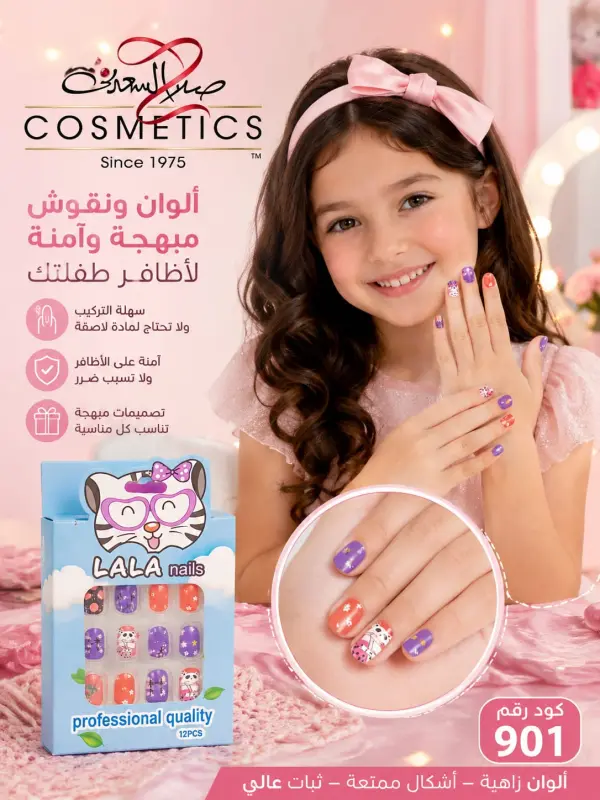 COSMETICS
Since 1975
TM
ألوان ونقوش
مبهجة وآمنة
لأظافر طفلتك
سهلة التركيب
ولا تحتاج لمادة لاصقة
آمنة على الأظافر
ولا تسبب ضرر
تصميمات مبهجة
تناسب كل مناسبة
LALA nails
professional quality
12PCS
كود رقم
901
ألوان زاهية – أشكال ممتعة – ثبات عالي